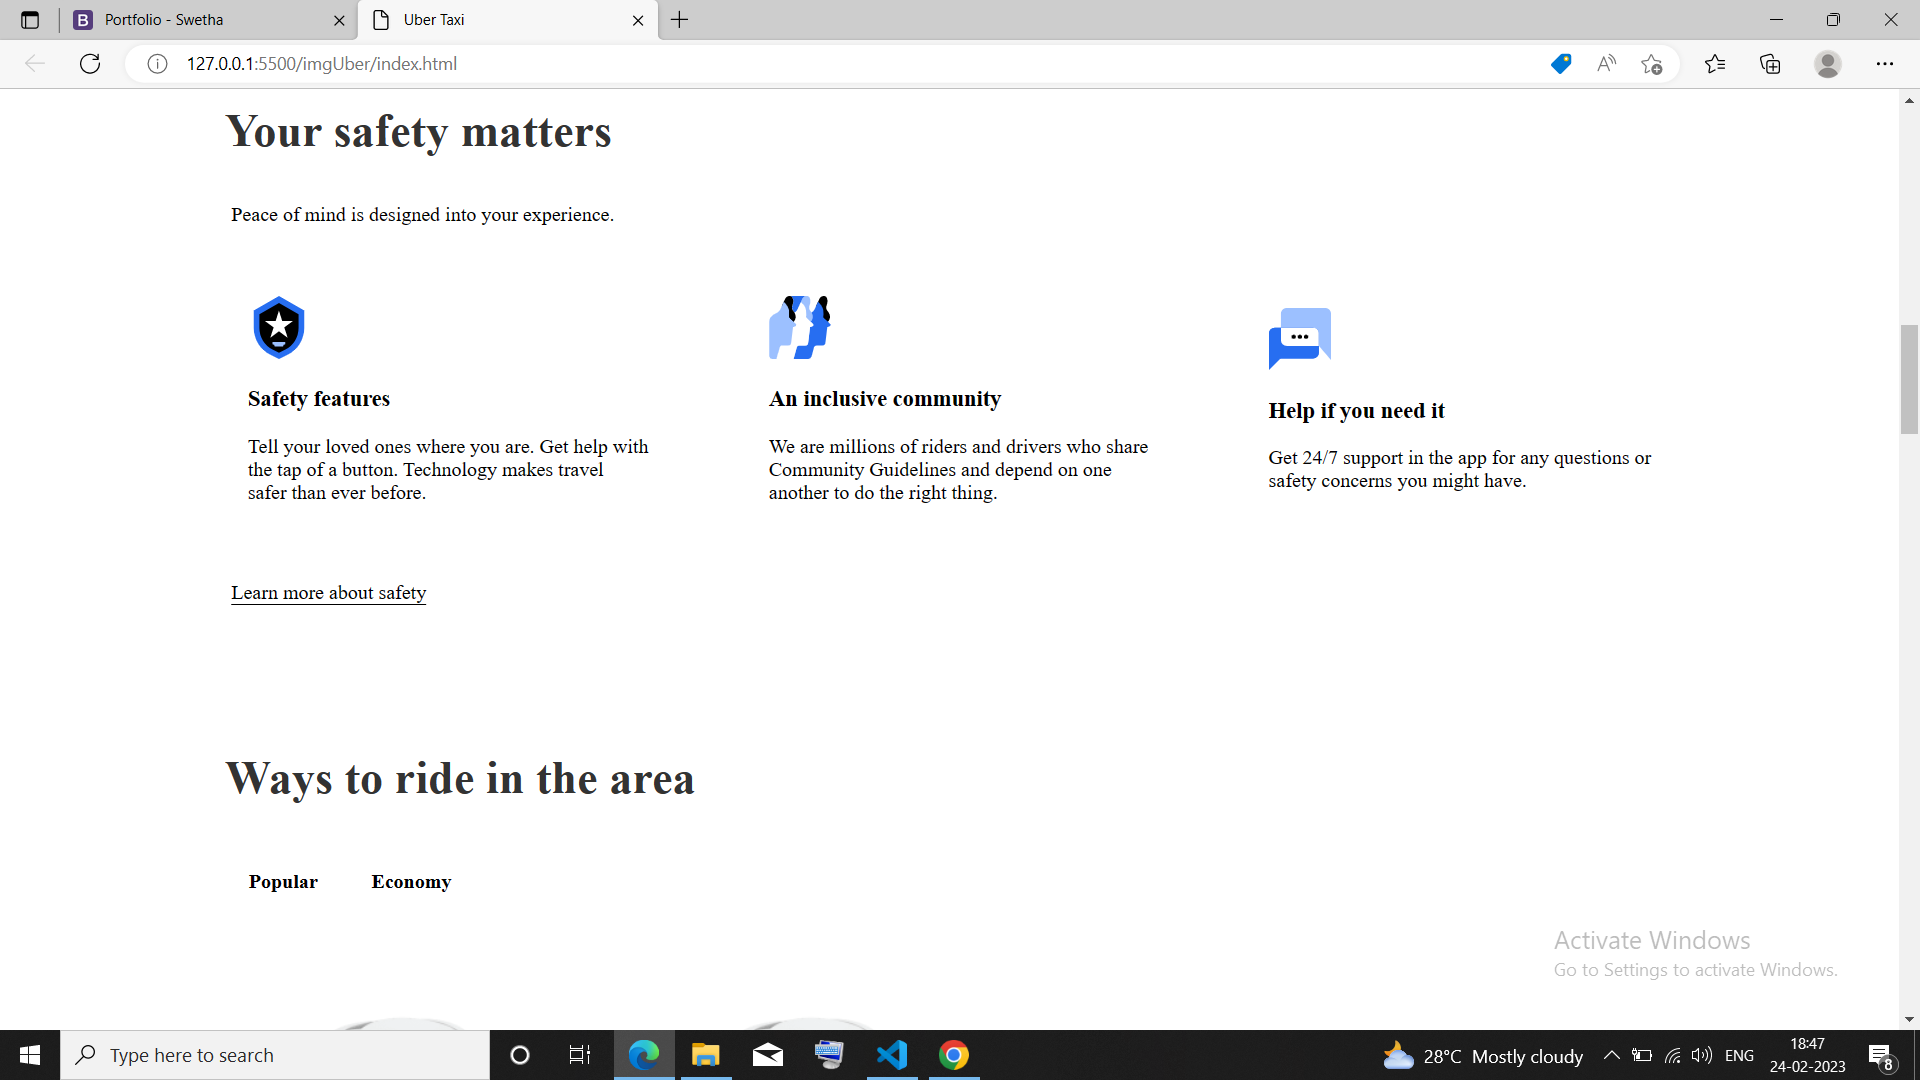 Portfolio - Swetha
Uber Taxi
127.0.0.1:5500/imgUber/index.html
Your safety matters
Peace of mind is designed into your experience.
Safety features
Tell your loved ones where you are. Get help with
the tap of a button. Technology makes travel
safer than ever before.
An inclusive community
We are millions of riders and drivers who share
Community Guidelines and depend on one
another to do the right thing.
Help if you need it
Get 24/7 support in the app for any questions or
safety concerns you might have.
Learn more about safety
Ways to ride in the area
Popular Economy
Activate Windows
Go to Settings to activate Windows.
Type here to search
28°C Mostly cloudy
ENG
18:47
24-02-2023
8